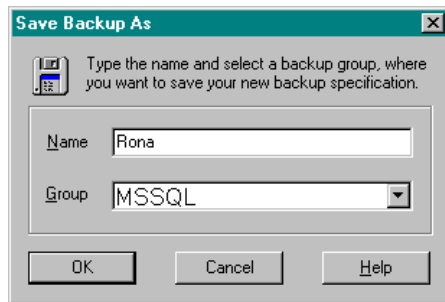 Save Backup As
Type the name and select a backup group, where
you want to save your new backup specification.
Name Rona
Group MSSQL
OK Cancel Help